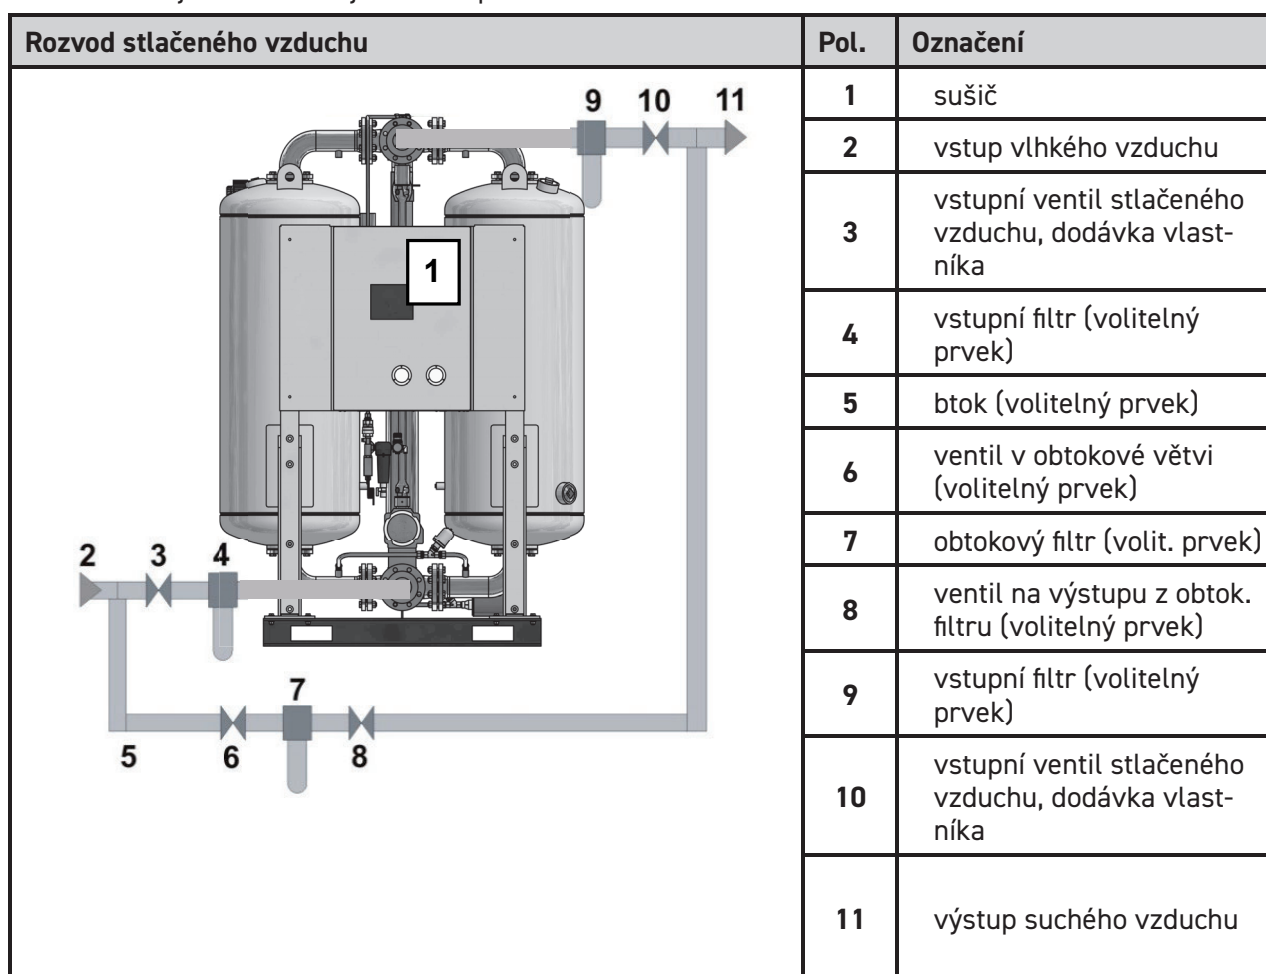 Rozvod stlačeného vzduchu Pol. Označení
1 sušič
2 vstup vlhkého vzduchu
3 vstupní ventil stlačeného
vzduchu, dodávka vlast-
níka
4 vstupní filtr (volitelný
prvek)
5 btok (volitelný prvek)
6 ventil v obtokové větvi
(volitelný prvek)
7 obtokový filtr (volit. prvek)
8 ventil na výstupu z obtok.
filtru (volitelný prvek)
9 vstupní filtr (volitelný
prvek)
10 vstupní ventil stlačeného
vzduchu, dodávka vlast-
níka
11 výstup suchého vzduchu
9 10 11
1
2 3 4
7
5 6 8